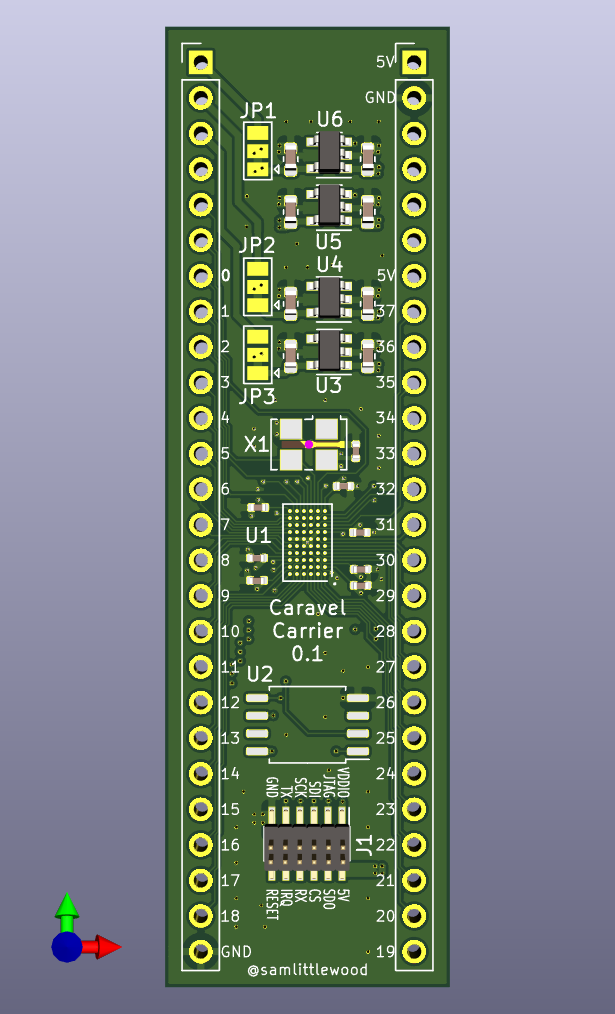 5V
GND
JP1
U6
U5
JP2
U4
0
5V
1
37
2
36
U3
3
35
JP3
4
34
X1
5
33
6
32
7
31
U1
8
30
9
29
Caravel
Carrier
0.1
10
28
11
27
U2
12
26
13
25
14
24
GND
TX
SCK
SDI
JTAG
VDDIO
15
23
16
J1
22
17
21
RESET
IRQ
RX
CS
SDO
5V
18
20
GND
19
@samlittlewood